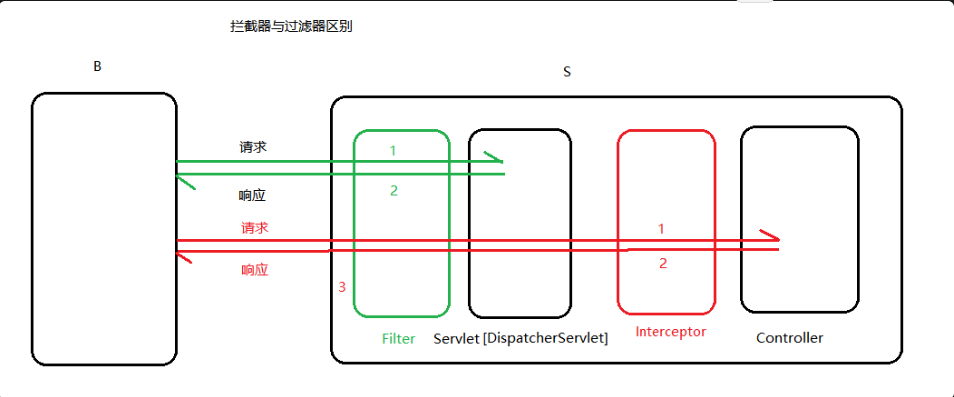 拦截器与过滤器区别
B
S
请求
1
响应
2
请求
1
响应
2
3
Filter
Servlet [DispatcherServlet]
Interceptor
Controller